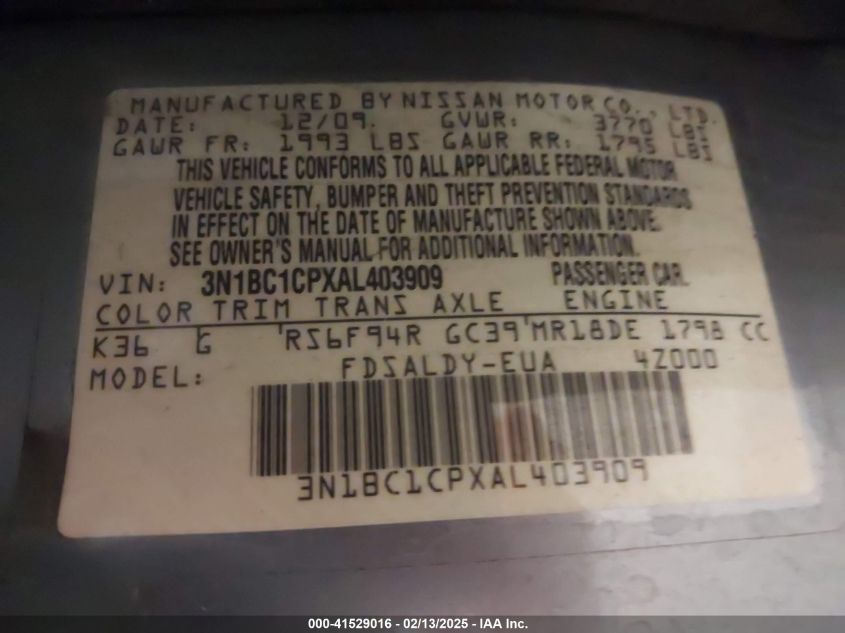 MANUFACTURED BY NISSAN MOTOR CO., LTD.
DATE: 12/09. GVWR: 3770 LBS
GAWR FR: 1993 LBS GAWR RR: 1795 LBS
THIS VEHICLE CONFORMS TO ALL APPLICABLE FEDERAL MOTOR
VEHICLE SAFETY, BUMPER AND THEFT PREVENTION STANDARDS
IN EFFECT ON THE DATE OF MANUFACTURE SHOWN ABOVE.
SEE OWNER'S MANUAL FOR ADDITIONAL INFORMATION.
VIN: 3N1BC1CPXAL403909 PASSENGER CAR.
COLOR TRIM TRANS AXLE ENGINE
K36 G RS6F94R GC39 MR18DE 1798 CC
MODEL: FDSALDY-EUA 4Z000
3N1BC1CPXAL403909
000-41529016 - 02/13/2025 - IAA Inc.